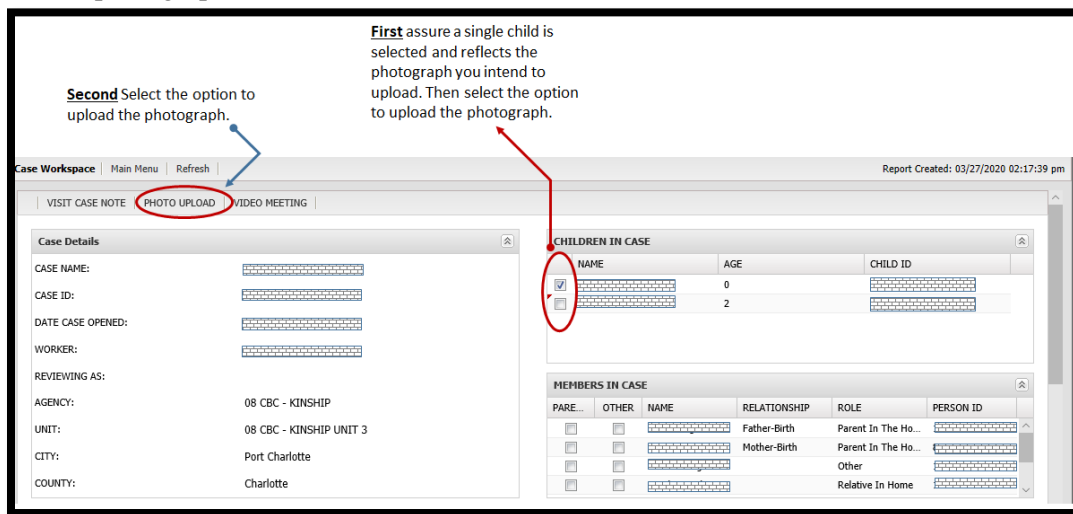 First assure a single child is
selected and reflects the
photograph you intend to
upload. Then select the option
to upload the photograph.
Second Select the option to
upload the photograph.
Case Workspace Main Menu Refresh Report Created: 03/27/2020 02:17:39 pm
VISIT CASE NOTE PHOTO UPLOAD VIDEO MEETING
Case Details
CASE NAME:
CASE ID:
DATE CASE OPENED:
WORKER:
REVIEWING AS:
AGENCY: 08 CBC - KINSHIP
UNIT: 08 CBC - KINSHIP UNIT 3
CITY: Port Charlotte
COUNTY: Charlotte
CHILDREN IN CASE
NAME AGE CHILD ID
0
2
MEMBERS IN CASE
PARE... OTHER NAME RELATIONSHIP ROLE PERSON ID
Father-Birth Parent In The Ho...
Mother-Birth Parent In The Ho...
Other
Relative In Home